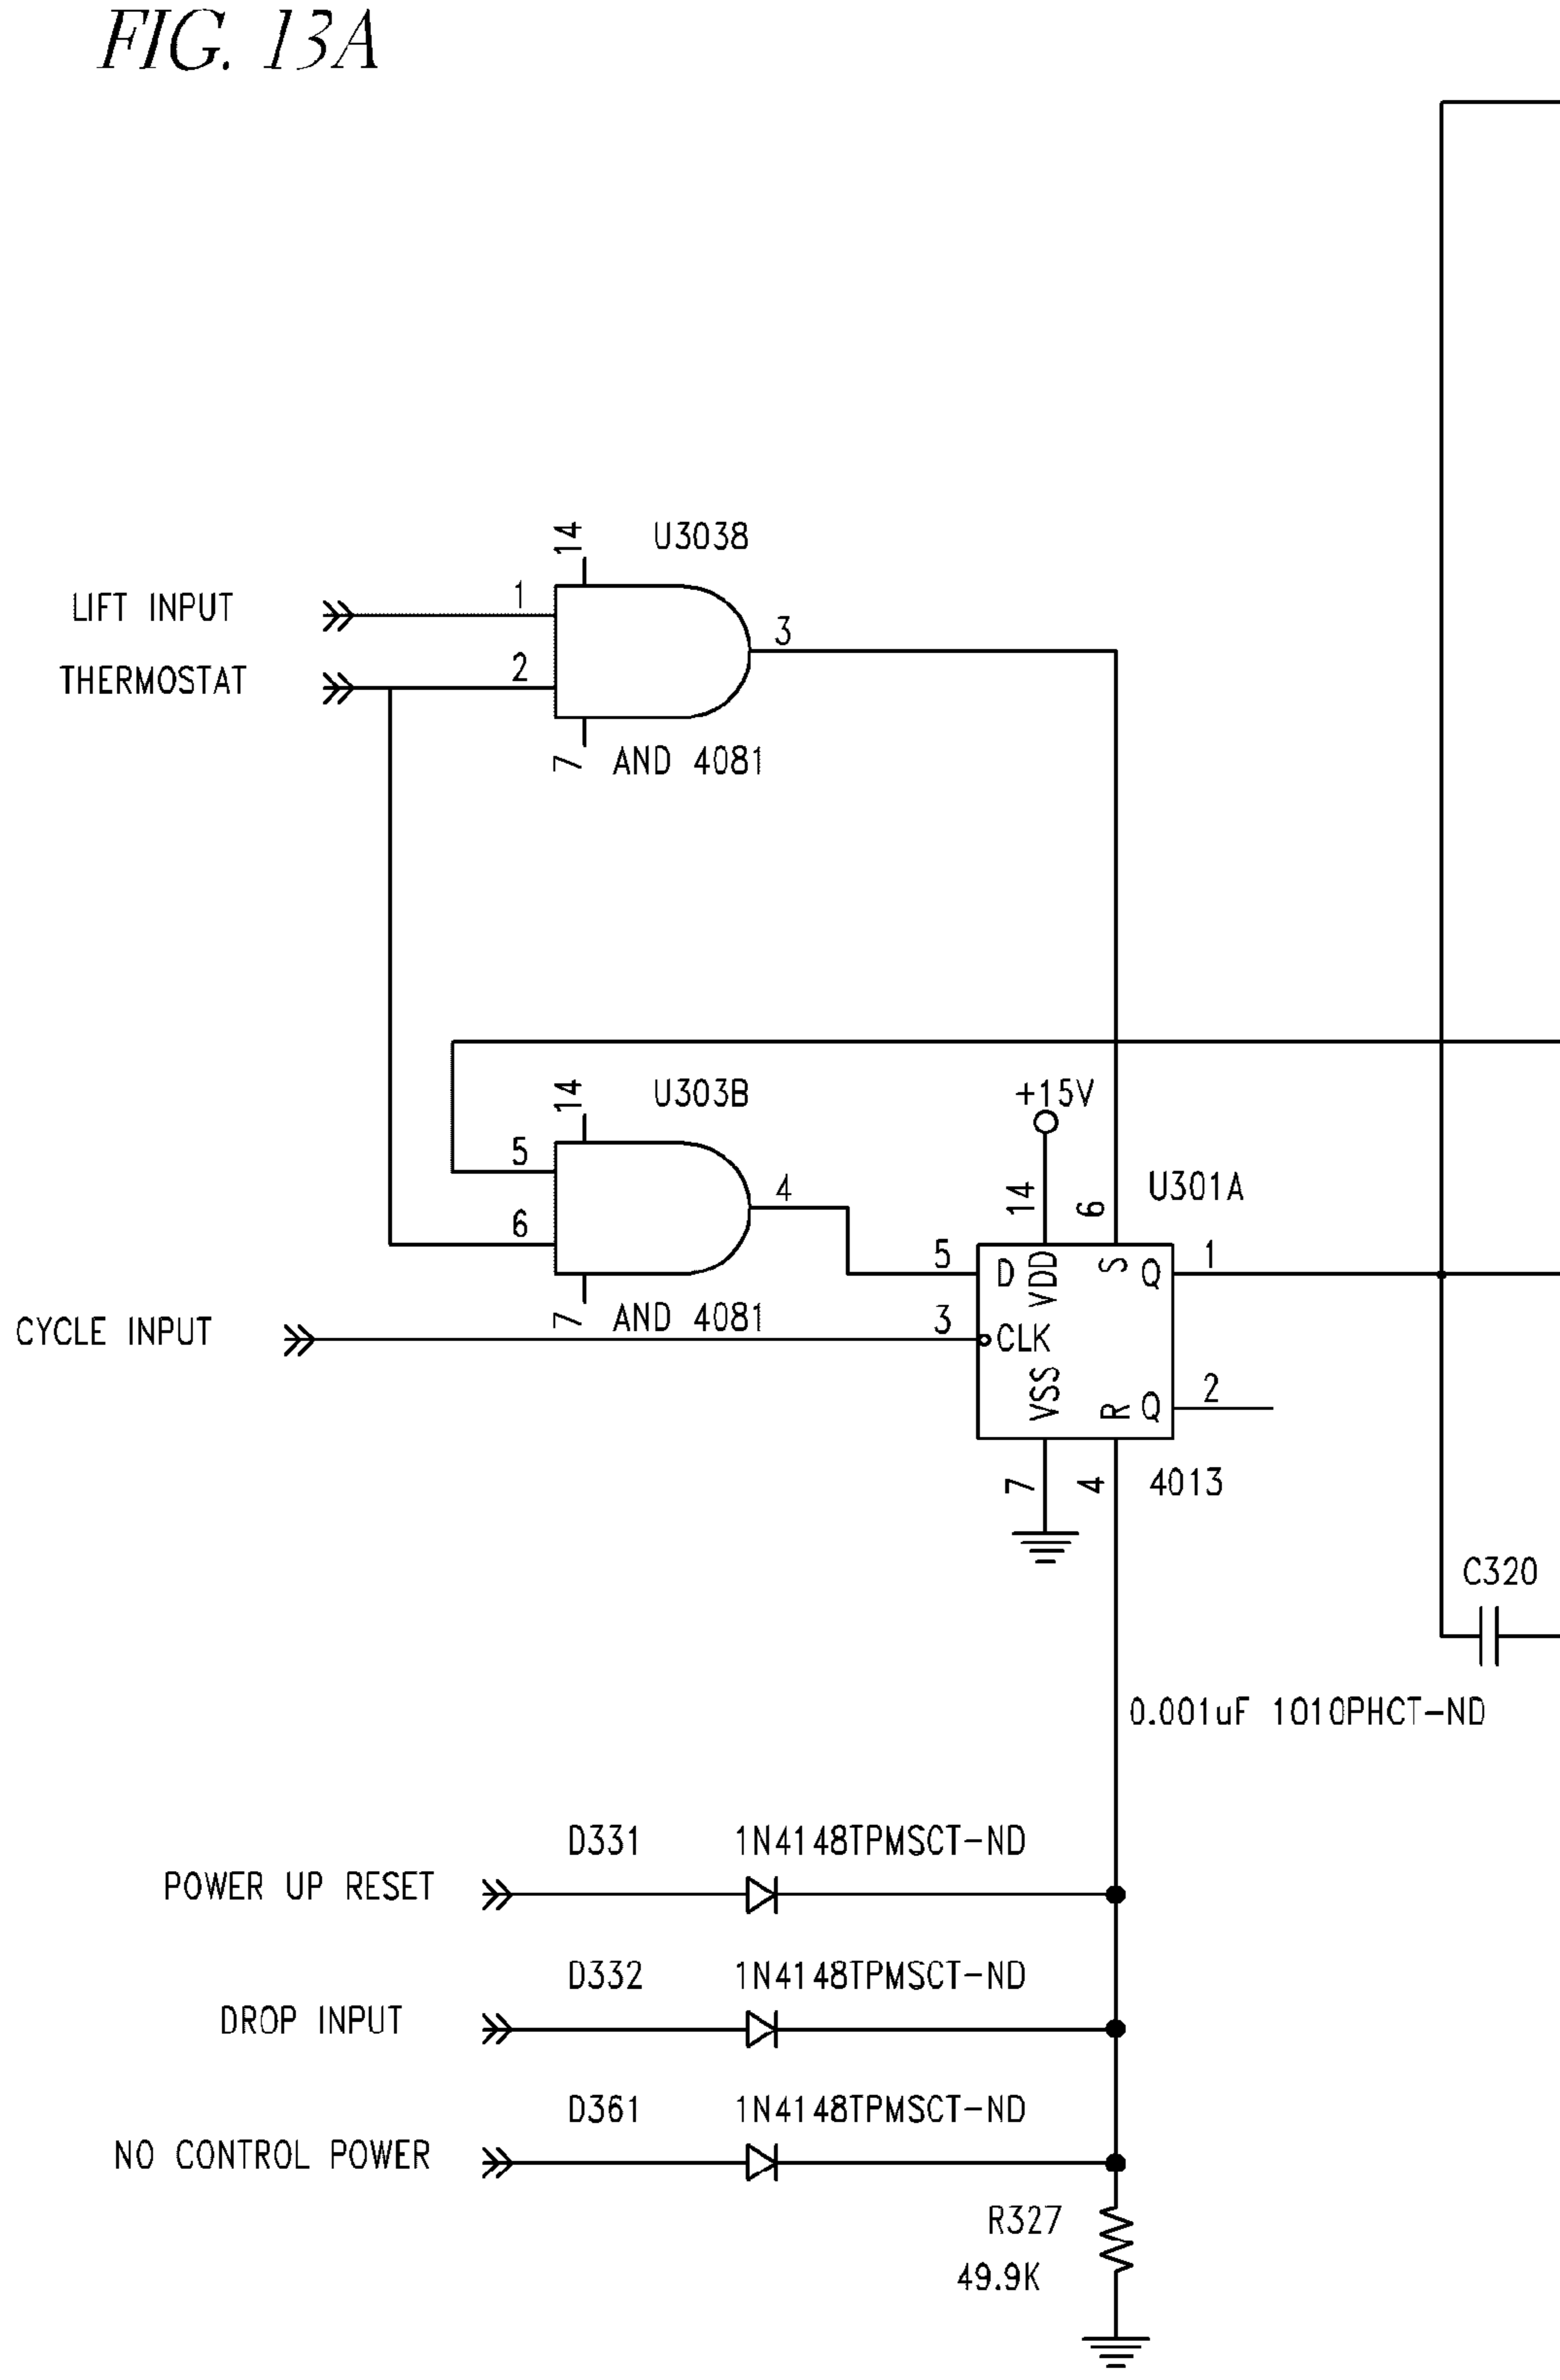 FIG. 13A
14
U3038
LIFT INPUT
1
3
THERMOSTAT
2
7
AND 4081
14
U303B
+15V
5
4
14
6
U301A
6
5
D
VDD
S
Q
1
7
AND 4081
CYCLE INPUT
3
CLK
VSS
R
Q
2
7
4
4013
C320
0.001uF 1010PHCT-ND
D331
1N4148TPMSCT-ND
POWER UP RESET
D332
1N4148TPMSCT-ND
DROP INPUT
D361
1N4148TPMSCT-ND
NO CONTROL POWER
R327
49.9K